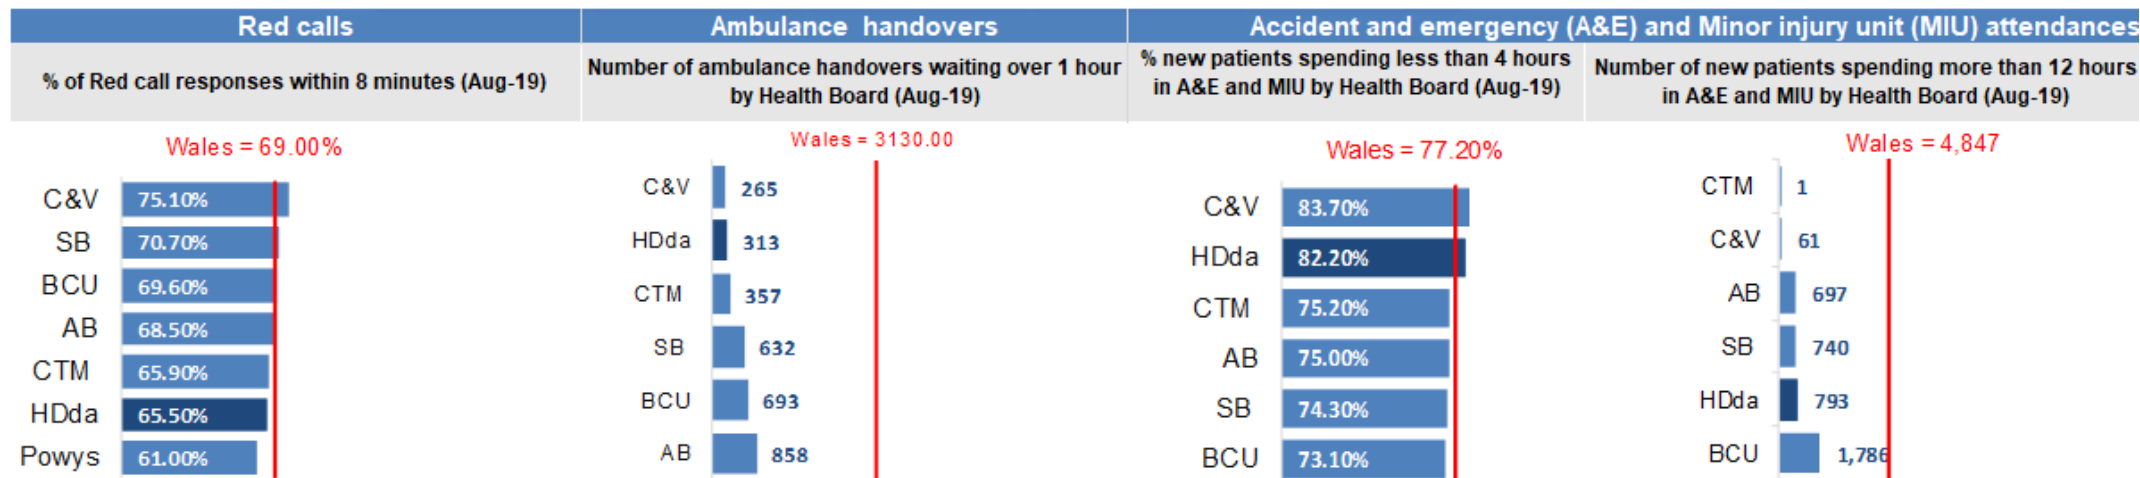 Red calls
% of Red call responses within 8 minutes (Aug-19)
Wales = 69.00%
C&V 75.10%
SB 70.70%
BCU 69.60%
AB 68.50%
CTM 65.90%
HDda 65.50%
Powys 61.00%
Ambulance handovers
Number of ambulance handovers waiting over 1 hour
by Health Board (Aug-19)
Wales = 3130.00
C&V 265
HDda 313
CTM 357
SB 632
BCU 693
AB 858
Accident and emergency (A&E) and Minor injury unit (MIU) attendances
% new patients spending less than 4 hours
in A&E and MIU by Health Board (Aug-19)
Wales = 77.20%
C&V 83.70%
HDda 82.20%
CTM 75.20%
AB 75.00%
SB 74.30%
BCU 73.10%
Number of new patients spending more than 12 hours
in A&E and MIU by Health Board (Aug-19)
Wales = 4,847
CTM 1
C&V 61
AB 697
SB 740
HDda 793
BCU 1,786